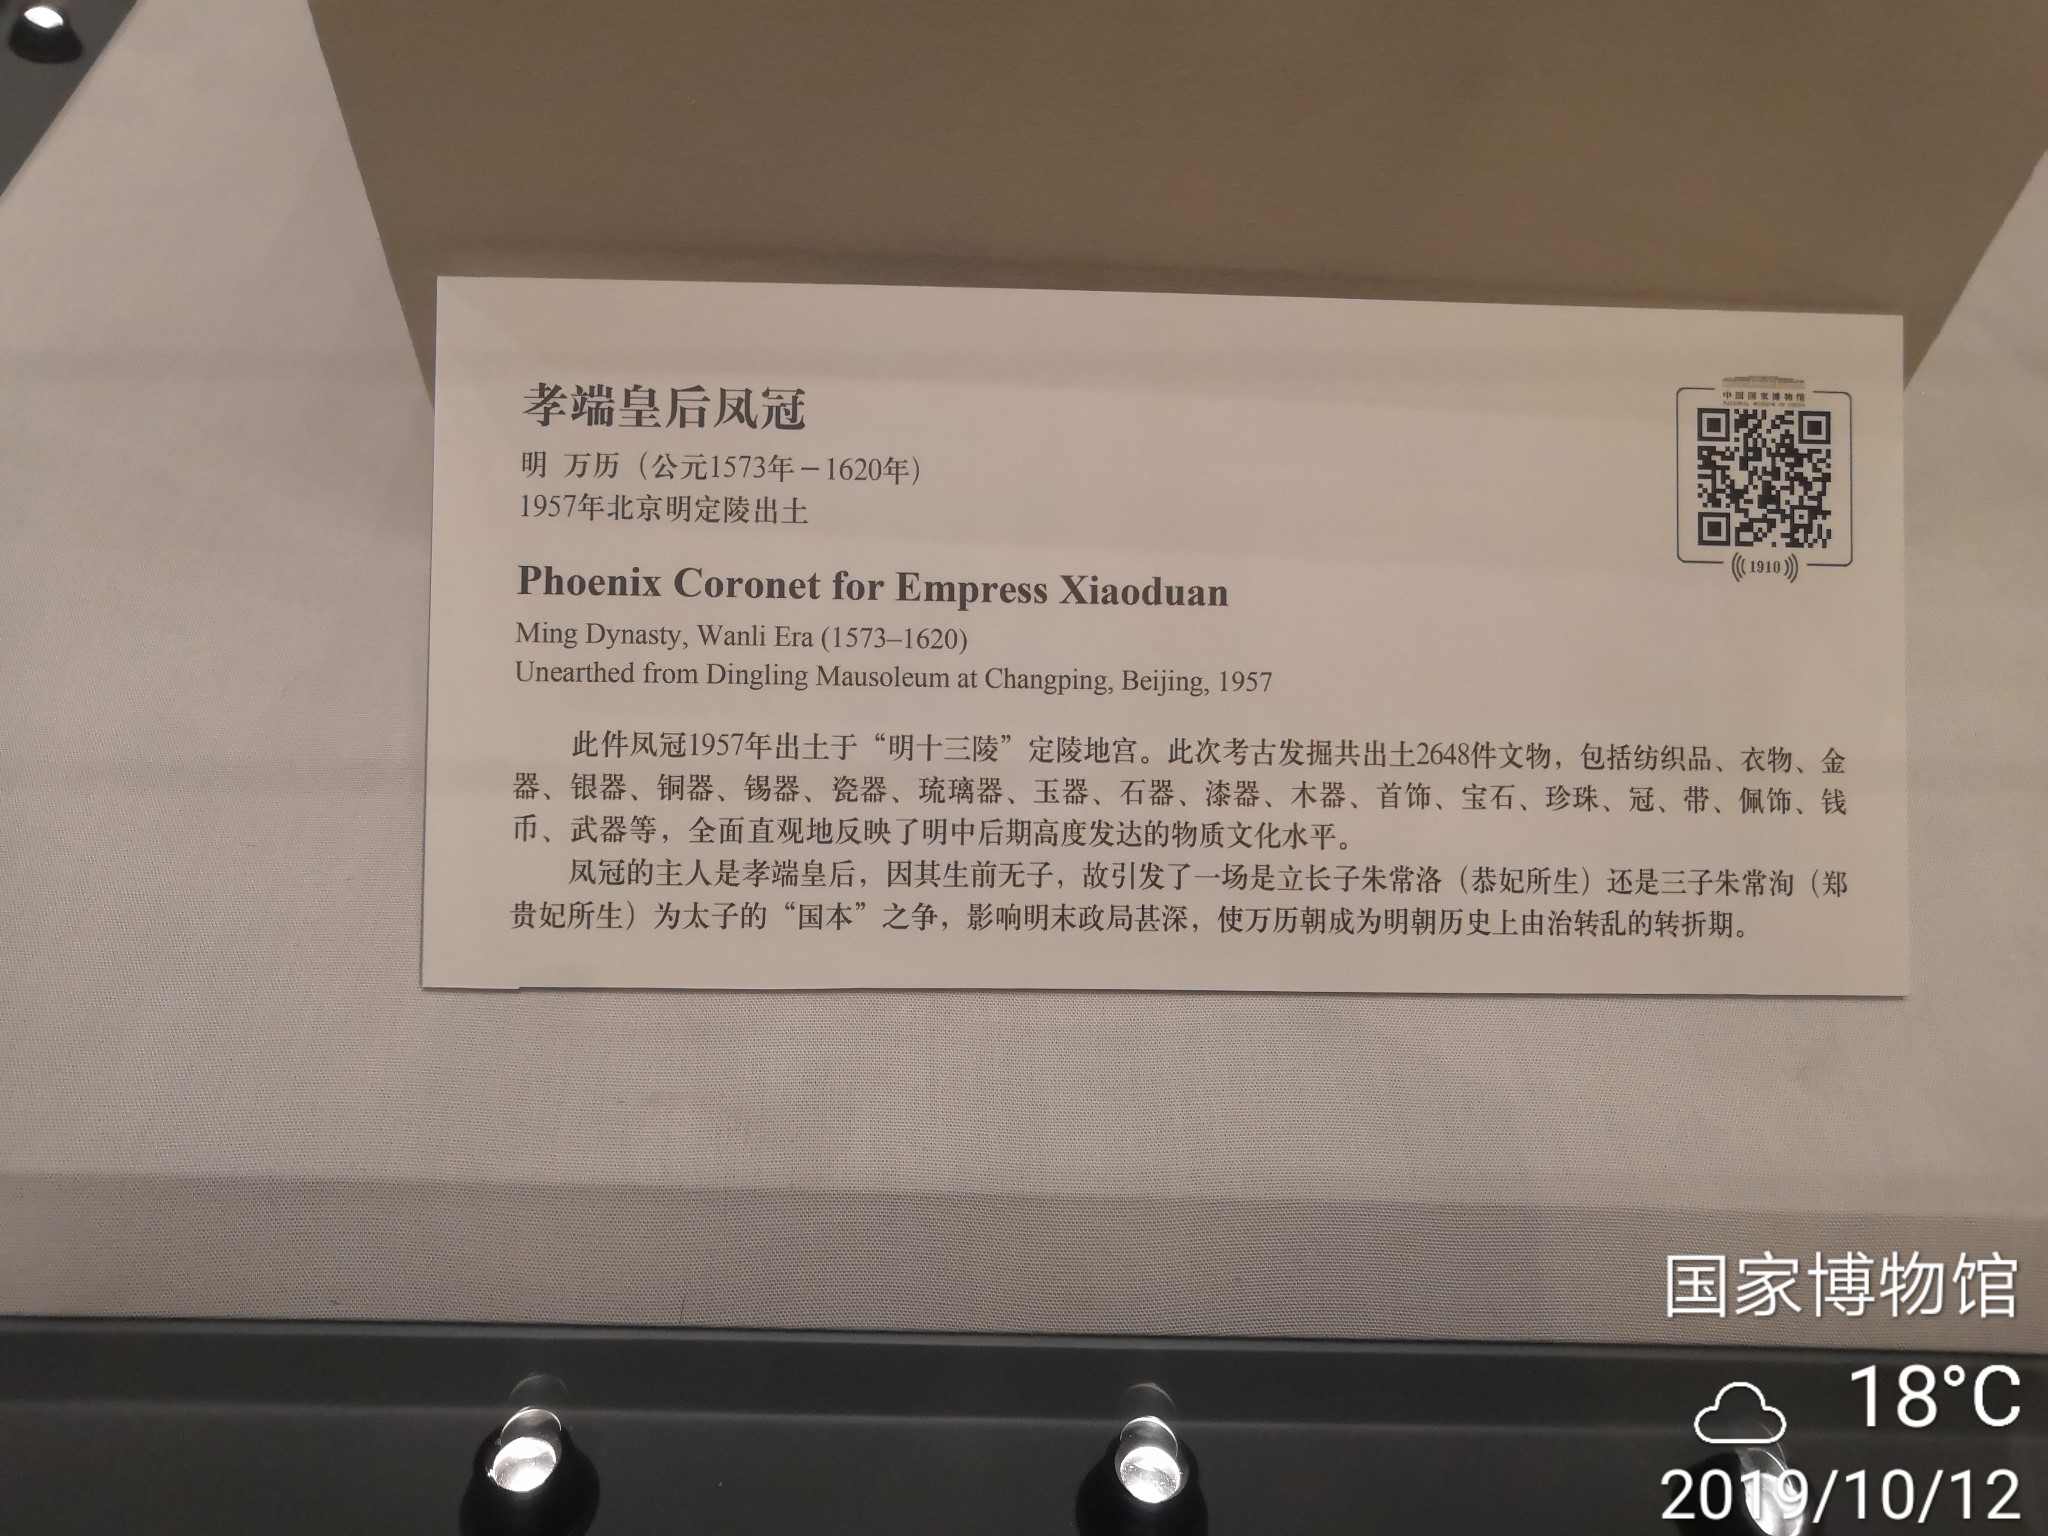 孝端皇后凤冠
明 万历（公元1573年－1620年）
1957年北京明定陵出土
Phoenix Coronet for Empress Xiaoduan
Ming Dynasty, Wanli Era (1573–1620)
Unearthed from Dingling Mausoleum at Changping, Beijing, 1957
此件凤冠1957年出土于“明十三陵”定陵地宫。此次考古发掘共出土2648件文物，包括纺织品、衣物、金
器、银器、铜器、锡器、瓷器、琉璃器、玉器、石器、漆器、木器、首饰、宝石、珍珠、冠、带、佩饰、钱
币、武器等，全面直观地反映了明中后期高度发达的物质文化水平。
凤冠的主人是孝端皇后，因其生前无子，故引发了一场是立长子朱常洛（恭妃所生）还是三子朱常洵（郑
贵妃所生）为太子的“国本”之争，影响明末政局甚深，使万历朝成为明朝历史上由治转乱的转折期。
中国国家博物馆
NATIONAL MUSEUM OF CHINA
1910
国家博物馆
18°C
2019/10/12